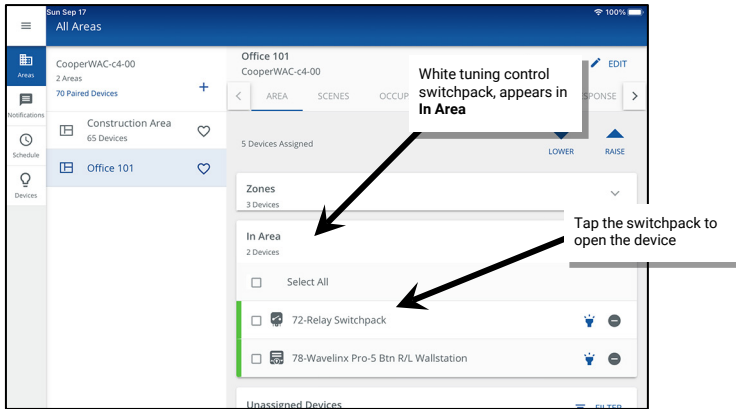 Sun Sep 17
100%
All Areas
Areas
Notifications
Schedule
Devices
CooperWAC-c4-00
2 Areas
70 Paired Devices
+
Construction Area
65 Devices
Office 101
Office 101
CooperWAC-c4-00
EDIT
AREA SCENES OCCUP SPONSE
5 Devices Assigned
LOWER RAISE
White tuning control
switchpack, appears in
In Area
Zones
3 Devices
In Area
2 Devices
Tap the switchpack to
open the device
Select All
72-Relay Switchpack
78-Wavelinx Pro-5 Btn R/L Wallstation
Unassigned Devices
FILTER